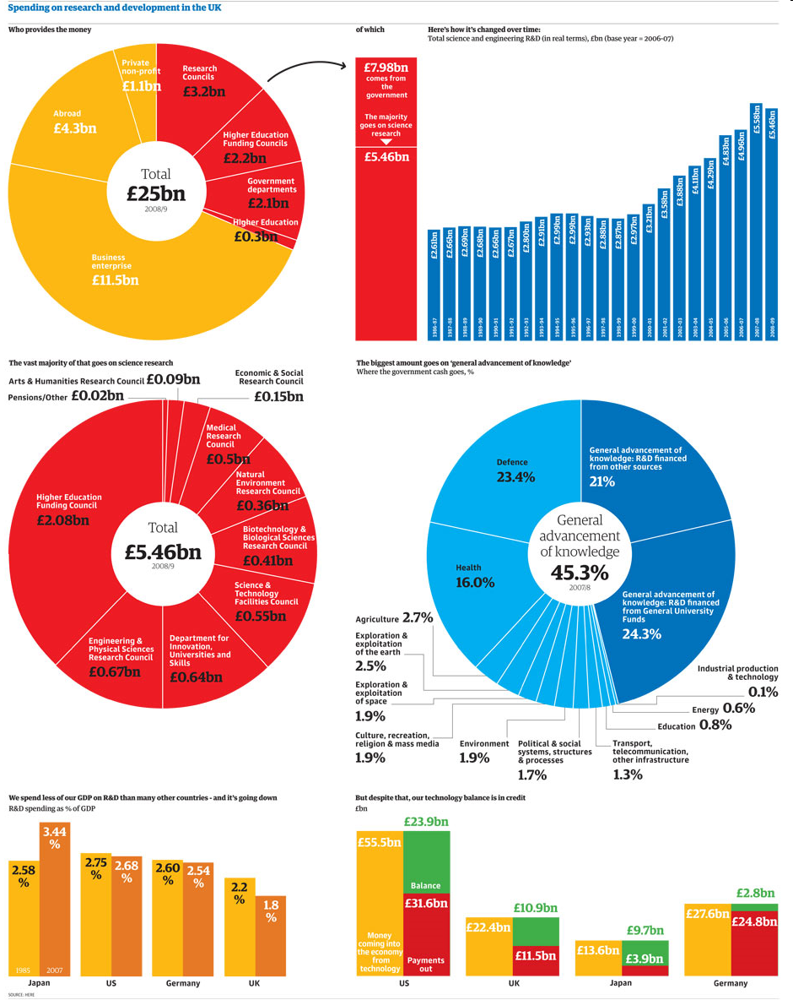 Spending on research and development in the UK
Who provides the money
Private
non-profit
£1.1bn
Research
Councils
£3.2bn
Abroad
£4.3bn
Higher Education
Funding Councils
£2.2bn
Total
£25bn
2008/9
Government
departments
£2.1bn
Higher Education
£0.3bn
Business
enterprise
£11.5bn
of which
£7.98bn
comes from
the
government
The majority
goes on science
research
£5.46bn
Here's how it's changed over time:
Total science and engineering R&D (in real terms), £bn (base year = 2006-07)
£2.61bn
£2.66bn
£2.69bn
£2.68bn
£2.66bn
£2.67bn
£2.80bn
£2.91bn
£2.99bn
£2.99bn
£2.93bn
£2.88bn
£2.87bn
£2.97bn
£3.21bn
£3.58bn
£3.88bn
£4.11bn
£4.29bn
£4.83bn
£4.96bn
£5.58bn
£5.46bn
1986-87
1987-88
1988-89
1989-90
1990-91
1991-92
1992-93
1993-94
1994-95
1995-96
1996-97
1997-98
1998-99
1999-00
2000-01
2001-02
2002-03
2003-04
2004-05
2005-06
2006-07
2007-08
2008-09
The vast majority of that goes on science research
Arts & Humanities Research Council £0.09bn
Pensions/Other £0.02bn
Economic & Social
Research Council
£0.15bn
Medical
Research
Council
£0.5bn
Natural
Environment
Research Council
£0.36bn
Higher Education
Funding Council
£2.08bn
Total
£5.46bn
2008/9
Biotechnology &
Biological Sciences
Research Council
£0.41bn
Science &
Technology
Facilities Council
£0.55bn
Engineering &
Physical Sciences
Research Council
£0.67bn
Department for
Innovation,
Universities and
Skills
£0.64bn
The biggest amount goes on ‘general advancement of knowledge’
Where the government cash goes, %
Defence
23.4%
General advancement of
knowledge: R&D financed
from other sources
21%
General
advancement
of knowledge
45.3%
2007/8
Health
16.0%
General advancement of
knowledge: R&D financed
from General University
Funds
24.3%
Agriculture 2.7%
Exploration &
exploitation
of the earth
2.5%
Exploration &
exploitation
of space
1.9%
Culture, recreation,
religion & mass media
1.9%
Environment
1.9%
Political & social
systems, structures
& processes
1.7%
Transport,
telecommunication,
other infrastructure
1.3%
Education 0.8%
Energy 0.6%
Industrial production
& technology
0.1%
We spend less of our GDP on R&D than many other countries - and it's going down
R&D spending as % of GDP
2.58
%
3.44
%
2.75
%
2.68
%
2.60
%
2.54
%
2.2
%
1.8
%
1985
2007
Japan
US
Germany
UK
SOURCE: HERE
But despite that, our technology balance is in credit
£bn
£23.9bn
£55.5bn
Balance
£31.6bn
Money
coming into
the economy
from
technology
Payments
out
US
£10.9bn
£22.4bn
£11.5bn
UK
£9.7bn
£13.6bn
£3.9bn
Japan
£2.8bn
£27.6bn
£24.8bn
Germany